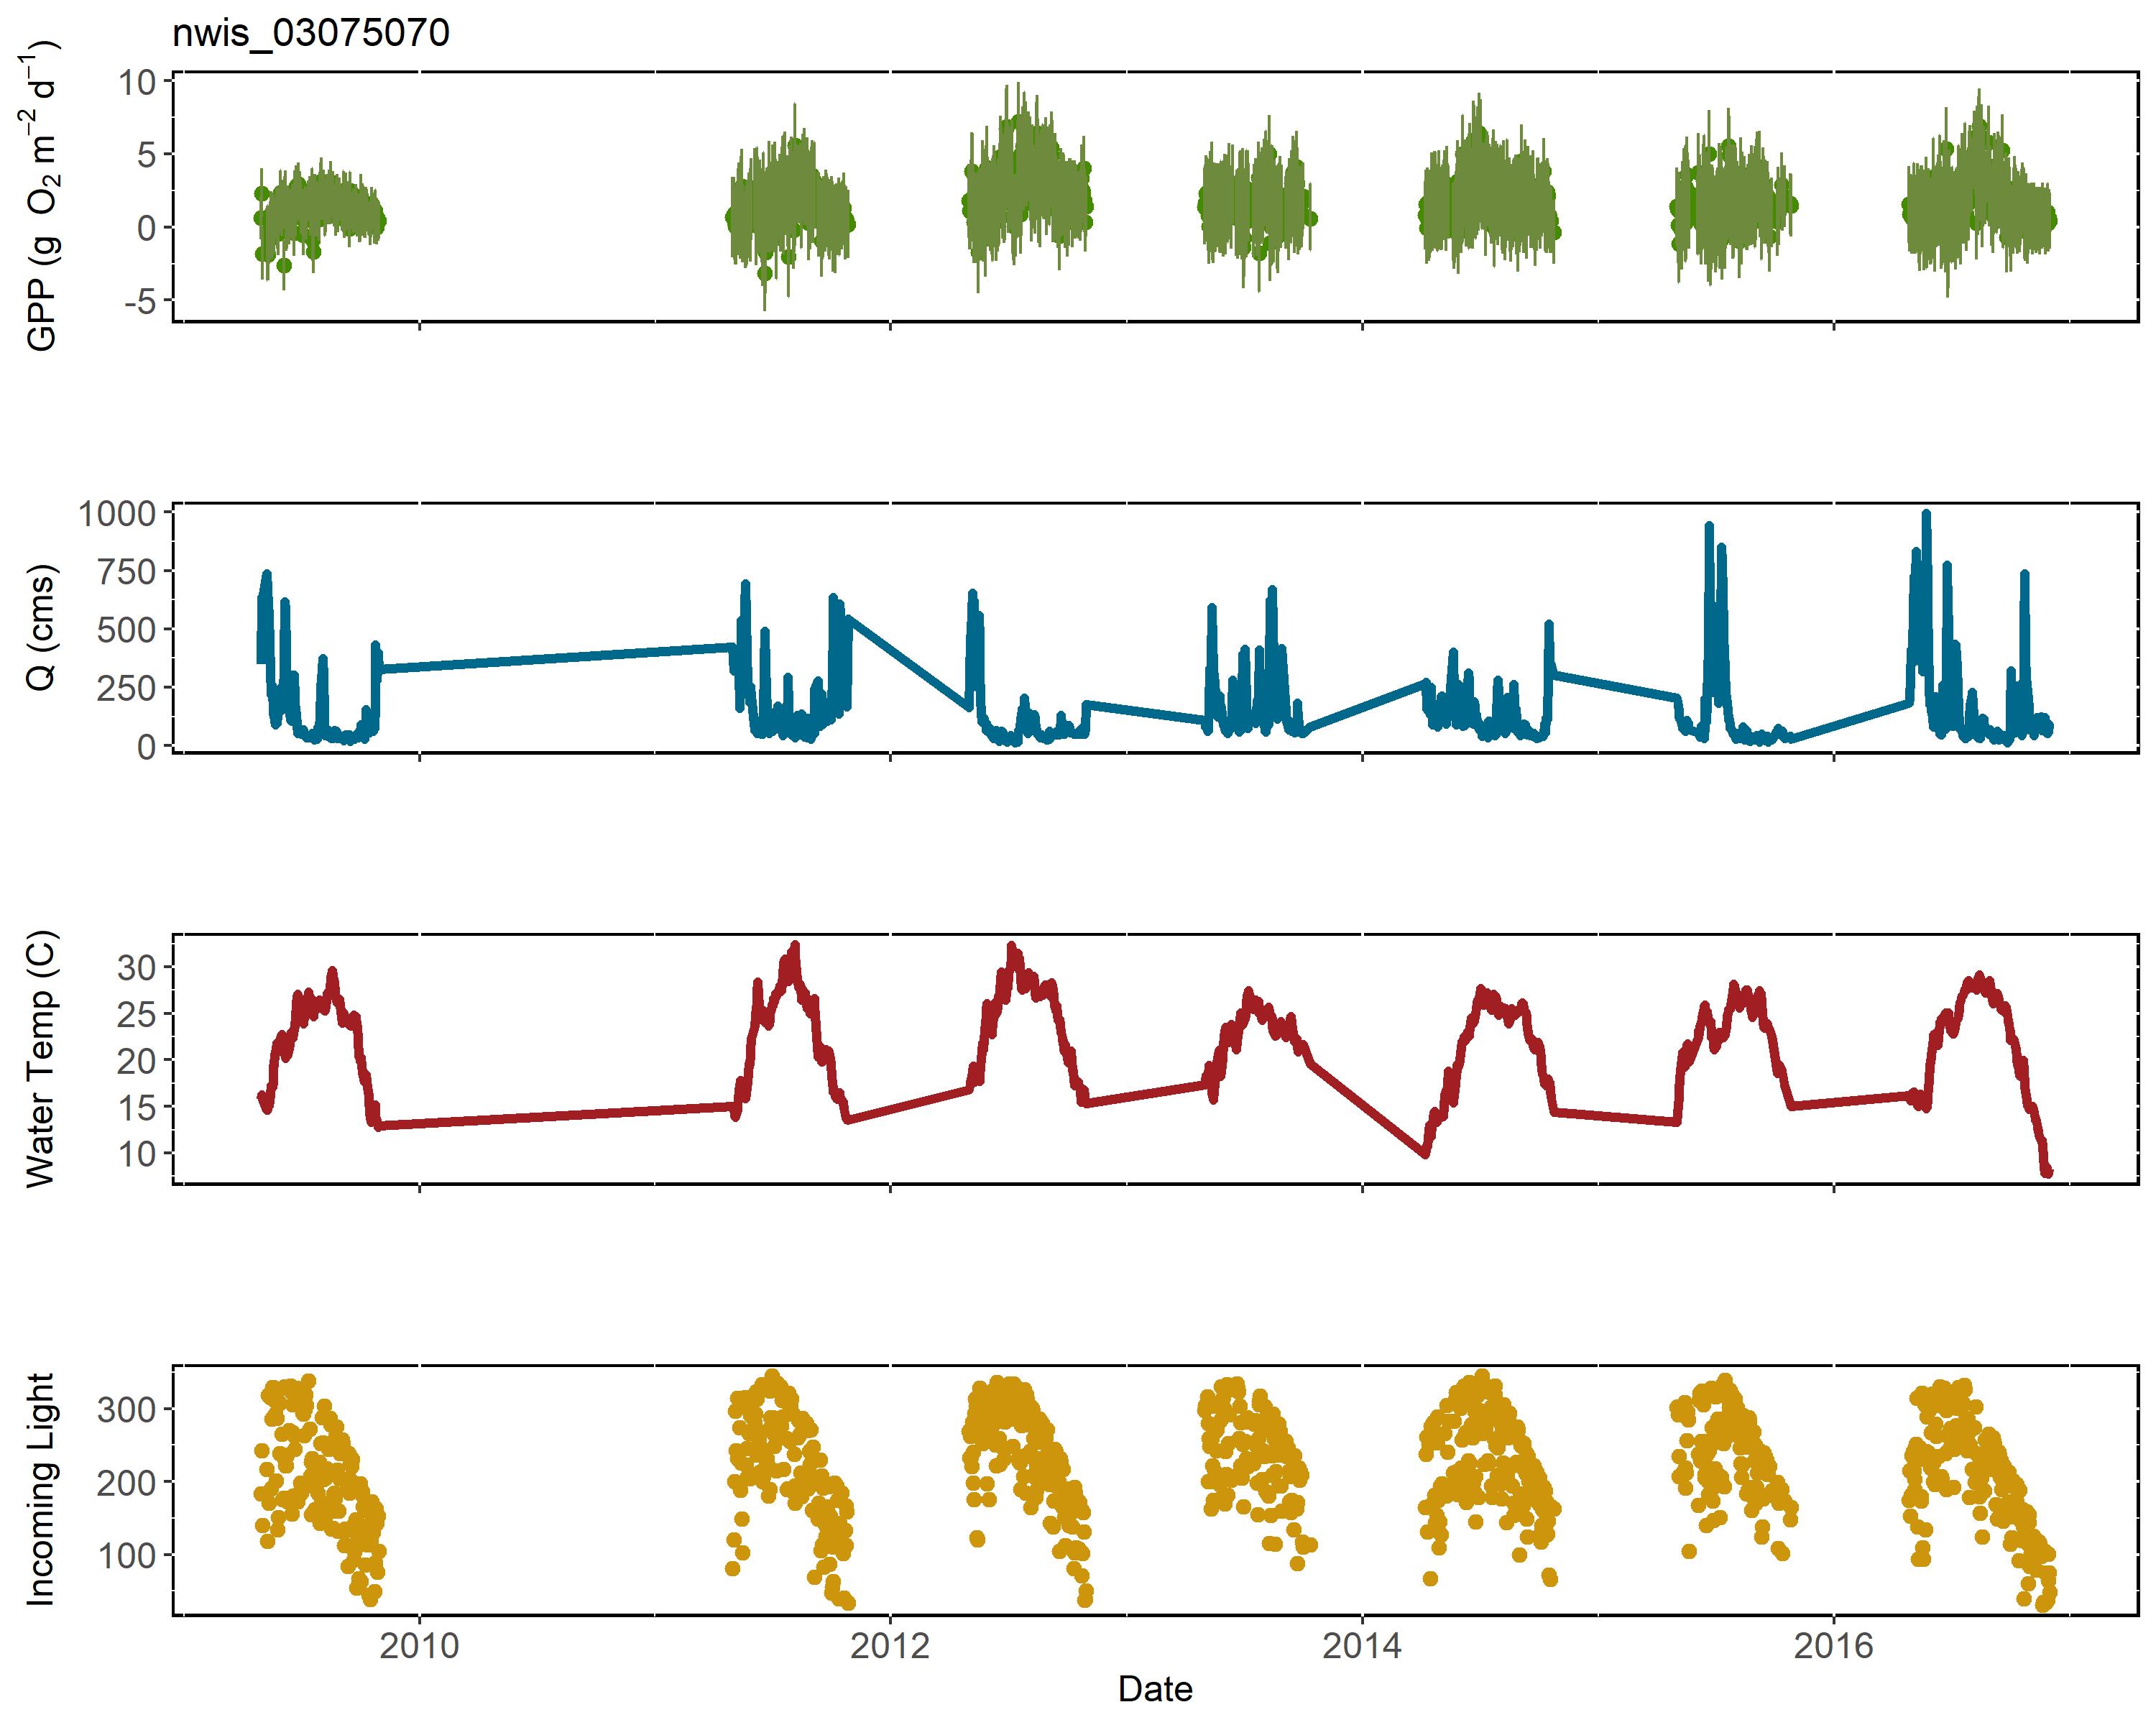 nwis_03075070
GPP (g O₂ m⁻² d⁻¹)
10
5
0
-5
Q (cms)
1000
750
500
250
0
Water Temp (C)
30
25
20
15
10
Incoming Light
300
200
100
2010 2012 2014 2016
Date